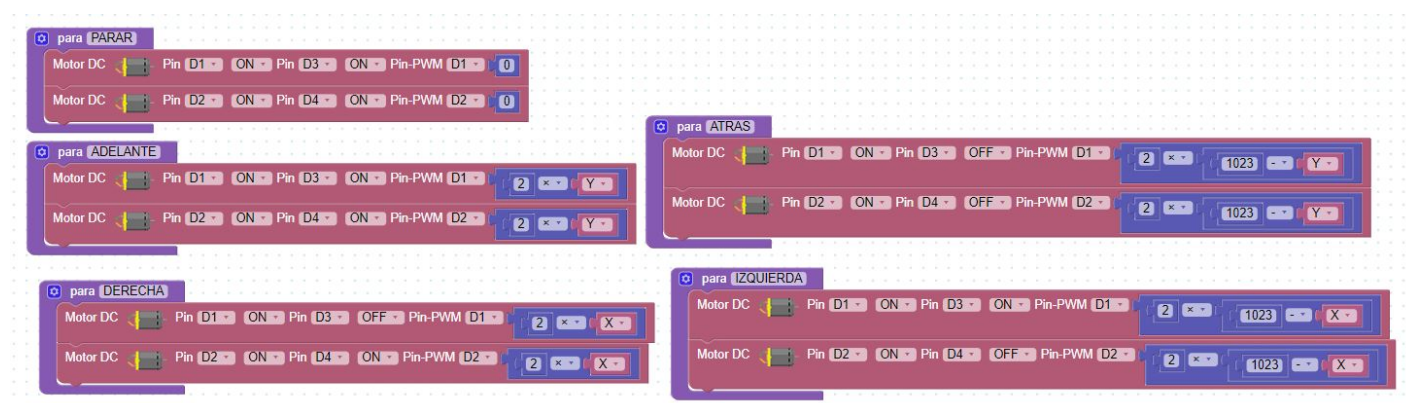 para PARAR
Motor DC Pin D1 ON Pin D3 ON Pin-PWM D1 0
Motor DC Pin D2 ON Pin D4 ON Pin-PWM D2 0
para ADELANTE
Motor DC Pin D1 ON Pin D3 ON Pin-PWM D1 2 × Y
Motor DC Pin D2 ON Pin D4 ON Pin-PWM D2 2 × Y
para ATRAS
Motor DC Pin D1 ON Pin D3 OFF Pin-PWM D1 2 × 1023 - Y
Motor DC Pin D2 ON Pin D4 OFF Pin-PWM D2 2 × 1023 - Y
para DERECHA
Motor DC Pin D1 ON Pin D3 OFF Pin-PWM D1 2 × X
Motor DC Pin D2 ON Pin D4 ON Pin-PWM D2 2 × X
para IZQUIERDA
Motor DC Pin D1 ON Pin D3 ON Pin-PWM D1 2 × 1023 - X
Motor DC Pin D2 ON Pin D4 OFF Pin-PWM D2 2 × 1023 - X